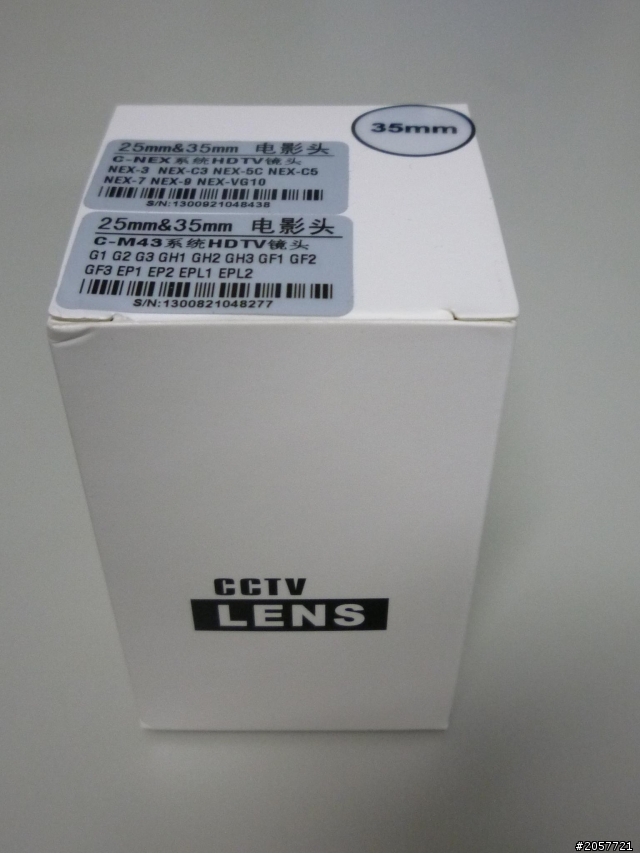 35mm
25mm&35mm 电影头
C-NEX系统HDTV镜头
NEX-3 NEX-C3 NEX-5C NEX-C5
NEX-7 NEX-9 NEX-VG10
S/N:1300921048438
25mm&35mm 电影头
C-M43系统HDTV镜头
G1 G2 G3 GH1 GH2 GH3 GF1 GF2
GF3 EP1 EP2 EPL1 EPL2
S/N:1300821048277
CCTV
LENS
#2057721